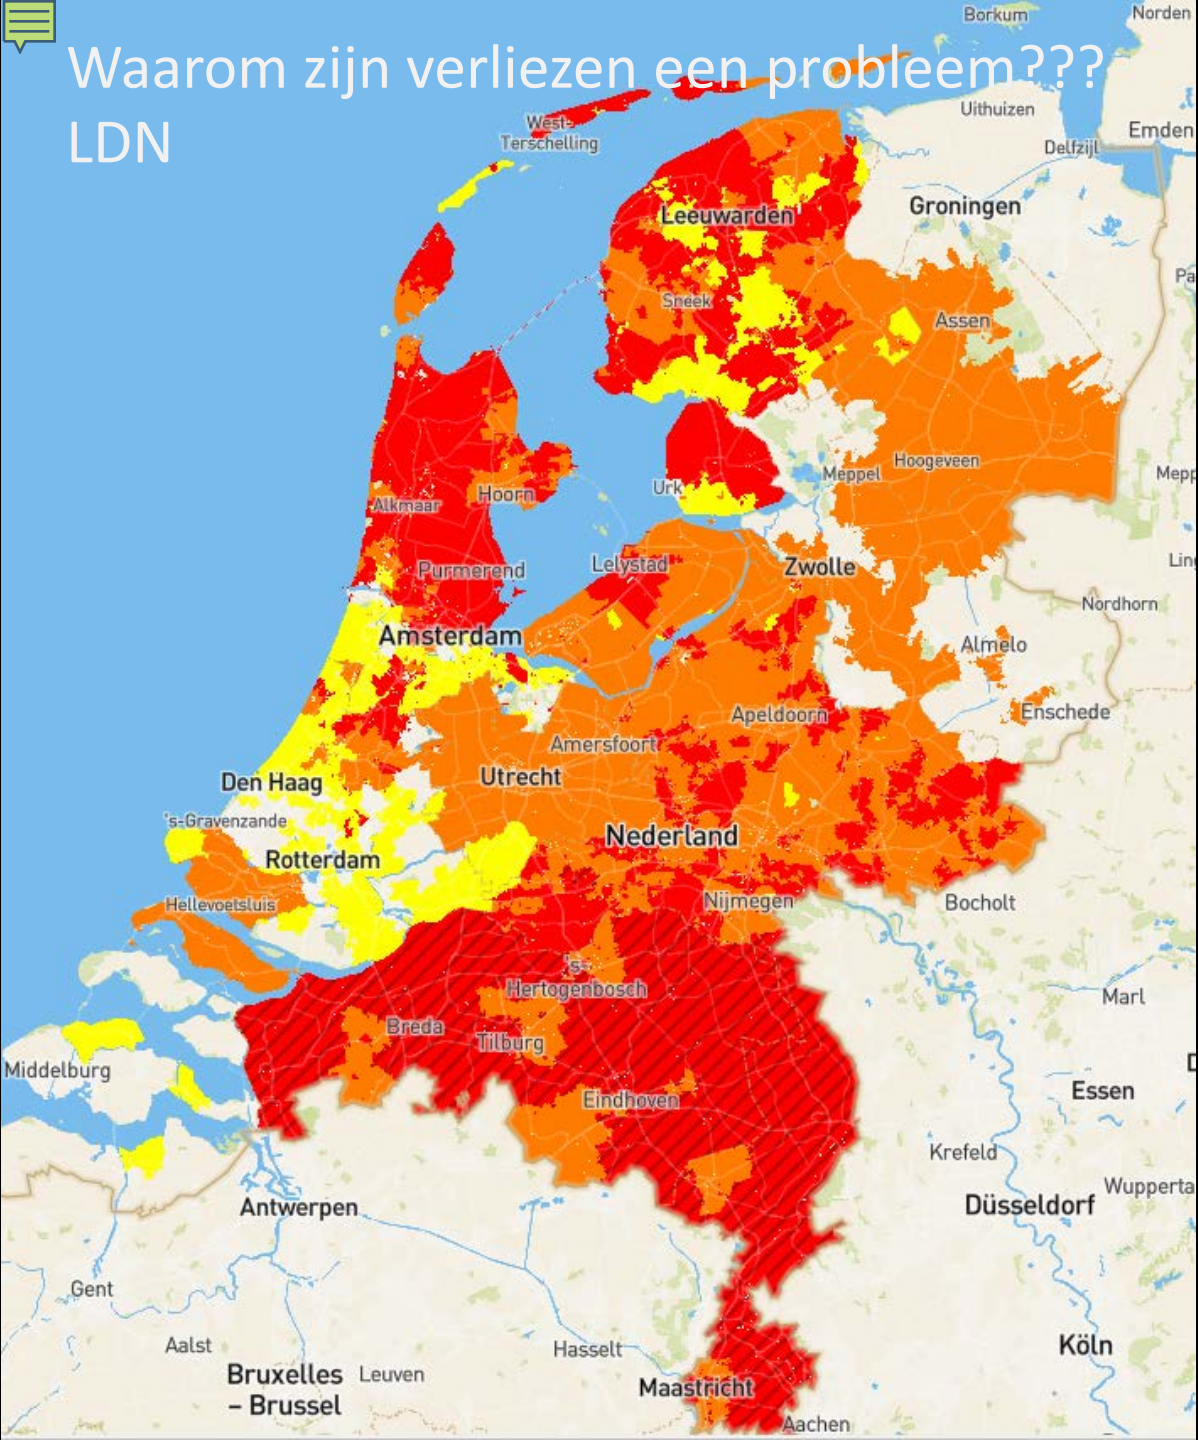 Waarom zijn verliezen een probleem???
LDN
Borkum
Norden
Uithuizen
Emden
Delfzijl
West-
Terschelling
Groningen
Leeuwarden
Sneek
Assen
Alkmaar
Hoorn
Urk
Meppel
Hoogeveen
Mepp
Purmerend
Lelystad
Zwolle
Ling
Nordhorn
Amsterdam
Almelo
Enschede
Apeldoorn
Amersfoort
Den Haag
Utrecht
's-Gravenzande
Nederland
Rotterdam
Hellevoetsluis
Nijmegen
Bocholt
's-
Hertogenbosch
Marl
Breda
Tilburg
Middelburg
Eindhoven
Essen
Krefeld
Wupperta
Antwerpen
Düsseldorf
Gent
Aalst
Hasselt
Köln
Bruxelles
– Brussel
Leuven
Maastricht
Aachen